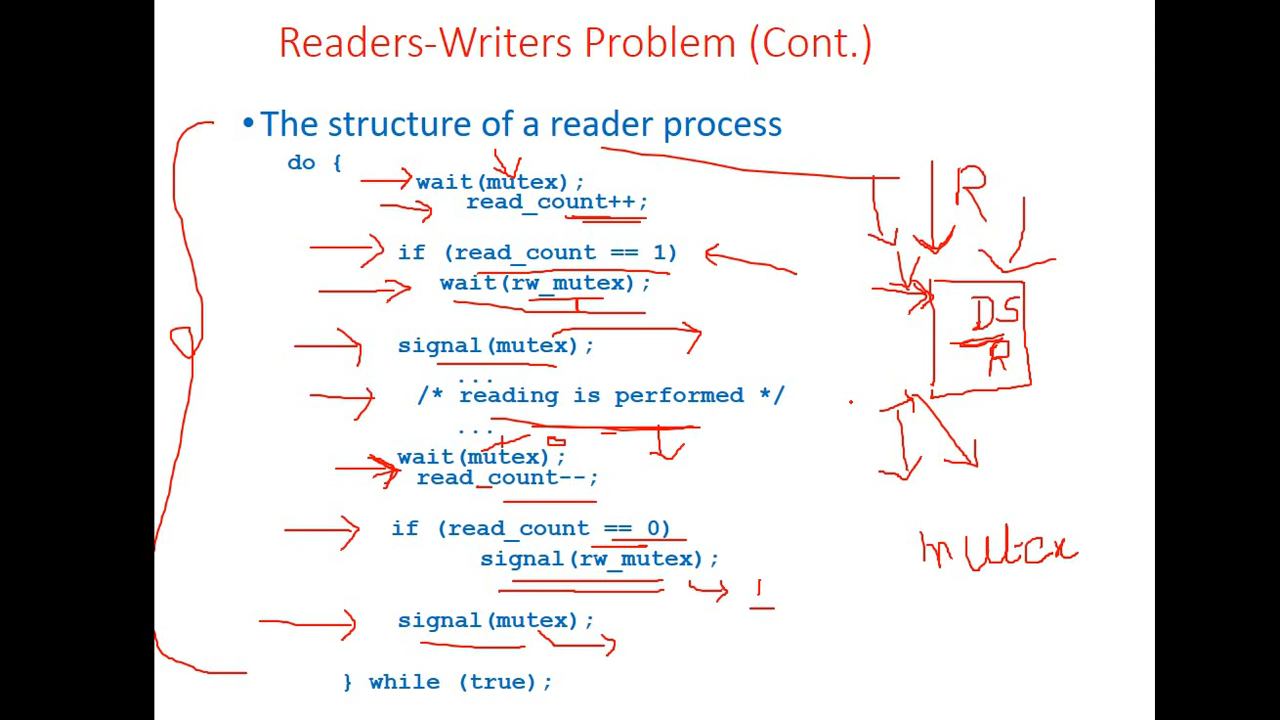 Readers-Writers Problem (Cont.)
•The structure of a reader process
do {
wait(mutex);
read_count++;
R
if (read_count == 1)
wait(rw_mutex);
DS
R
signal(mutex);
...
/* reading is performed */
...
wait(mutex);
read_count--;
if (read_count == 0)
mutex
signal(rw_mutex);
1
signal(mutex);
} while (true);